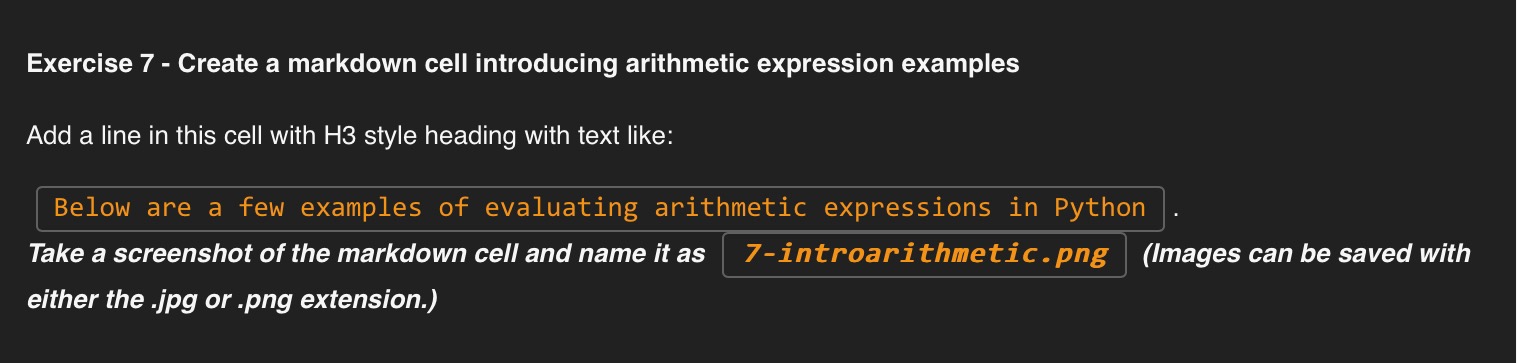 Exercise 7 - Create a markdown cell introducing arithmetic expression examples
Add a line in this cell with H3 style heading with text like:
Below are a few examples of evaluating arithmetic expressions in Python .
Take a screenshot of the markdown cell and name it as 7-introarithmetic.png (Images can be saved with
either the .jpg or .png extension.)